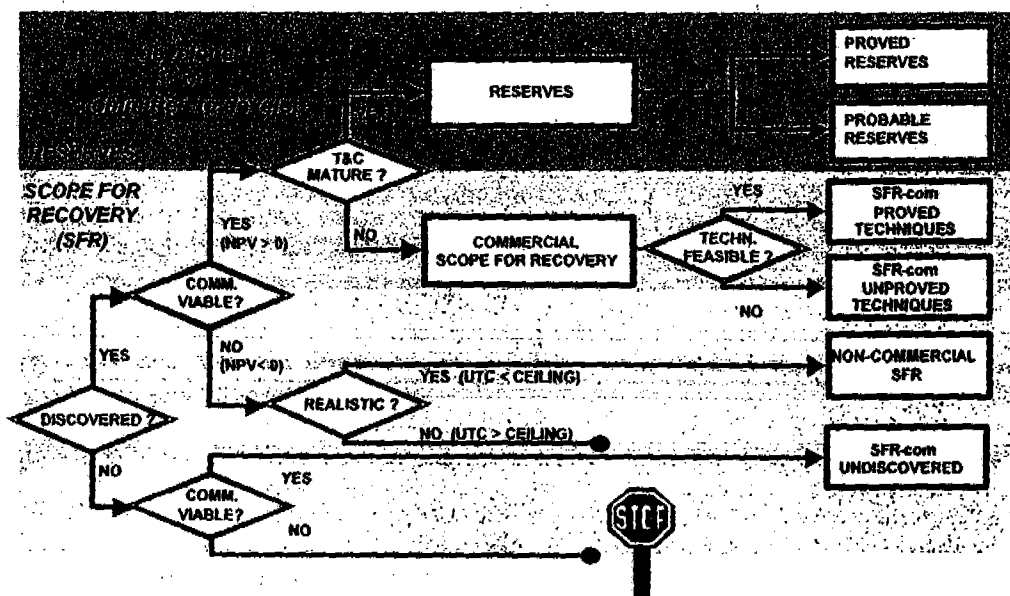 PROVED
RESERVES
RESERVES
PROBABLE
RESERVES
T&C
MATURE ?
SCOPE FOR
RECOVERY
(SFR)
YES
(NPV > 0)
NO
COMMERCIAL
SCOPE FOR RECOVERY
TECHN.
FEASIBLE ?
YES
SFR-com
PROVED
TECHNIQUES
NO
SFR-com
UNPROVED
TECHNIQUES
COMM.
VIABLE?
YES
NO
(NPV<0)
REALISTIC ?
YES (UTC < CEILING)
NON-COMMERCIAL
SFR
NO (UTC > CEILING)
DISCOVERED ?
NO
COMM.
VIABLE?
YES
SFR-com
UNDISCOVERED
NO